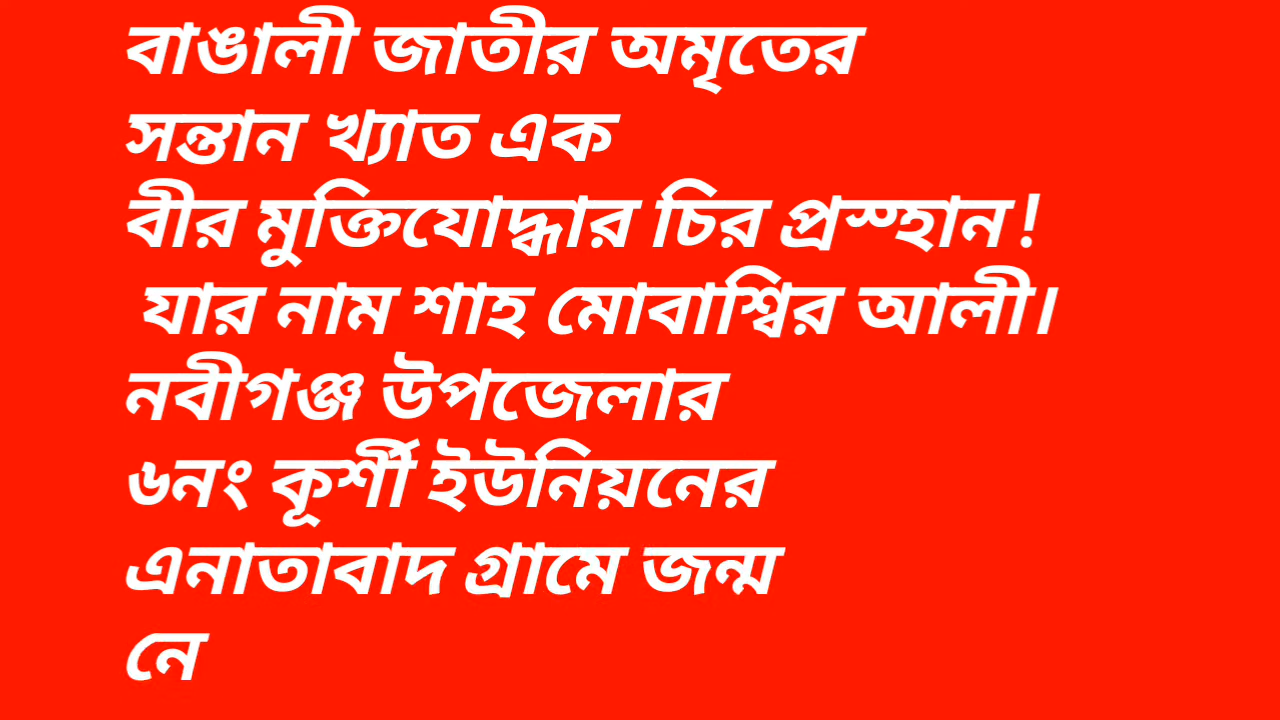 বাঙালী জাতীর অমৃতের
সন্তান খ্যাত এক
বীর মুক্তিযোদ্ধার চির প্রস্হান!
যার নাম শাহ মোবাশ্বির আলী।
নবীগঞ্জ উপজেলার
৬নং কূর্শী ইউনিয়নের
এনাতাবাদ গ্রামে জন্ম
নে